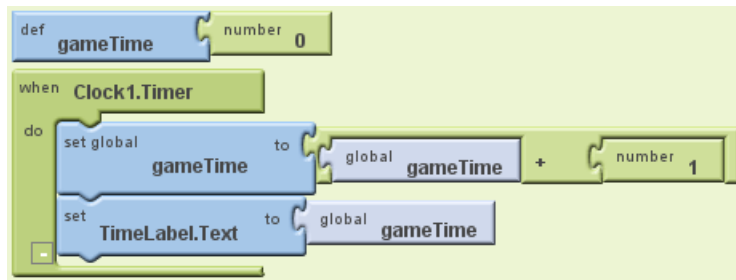 def gameTime number 0
when Clock1.Timer
do set global gameTime to global gameTime + number 1
set TimeLabel.Text to global gameTime
-